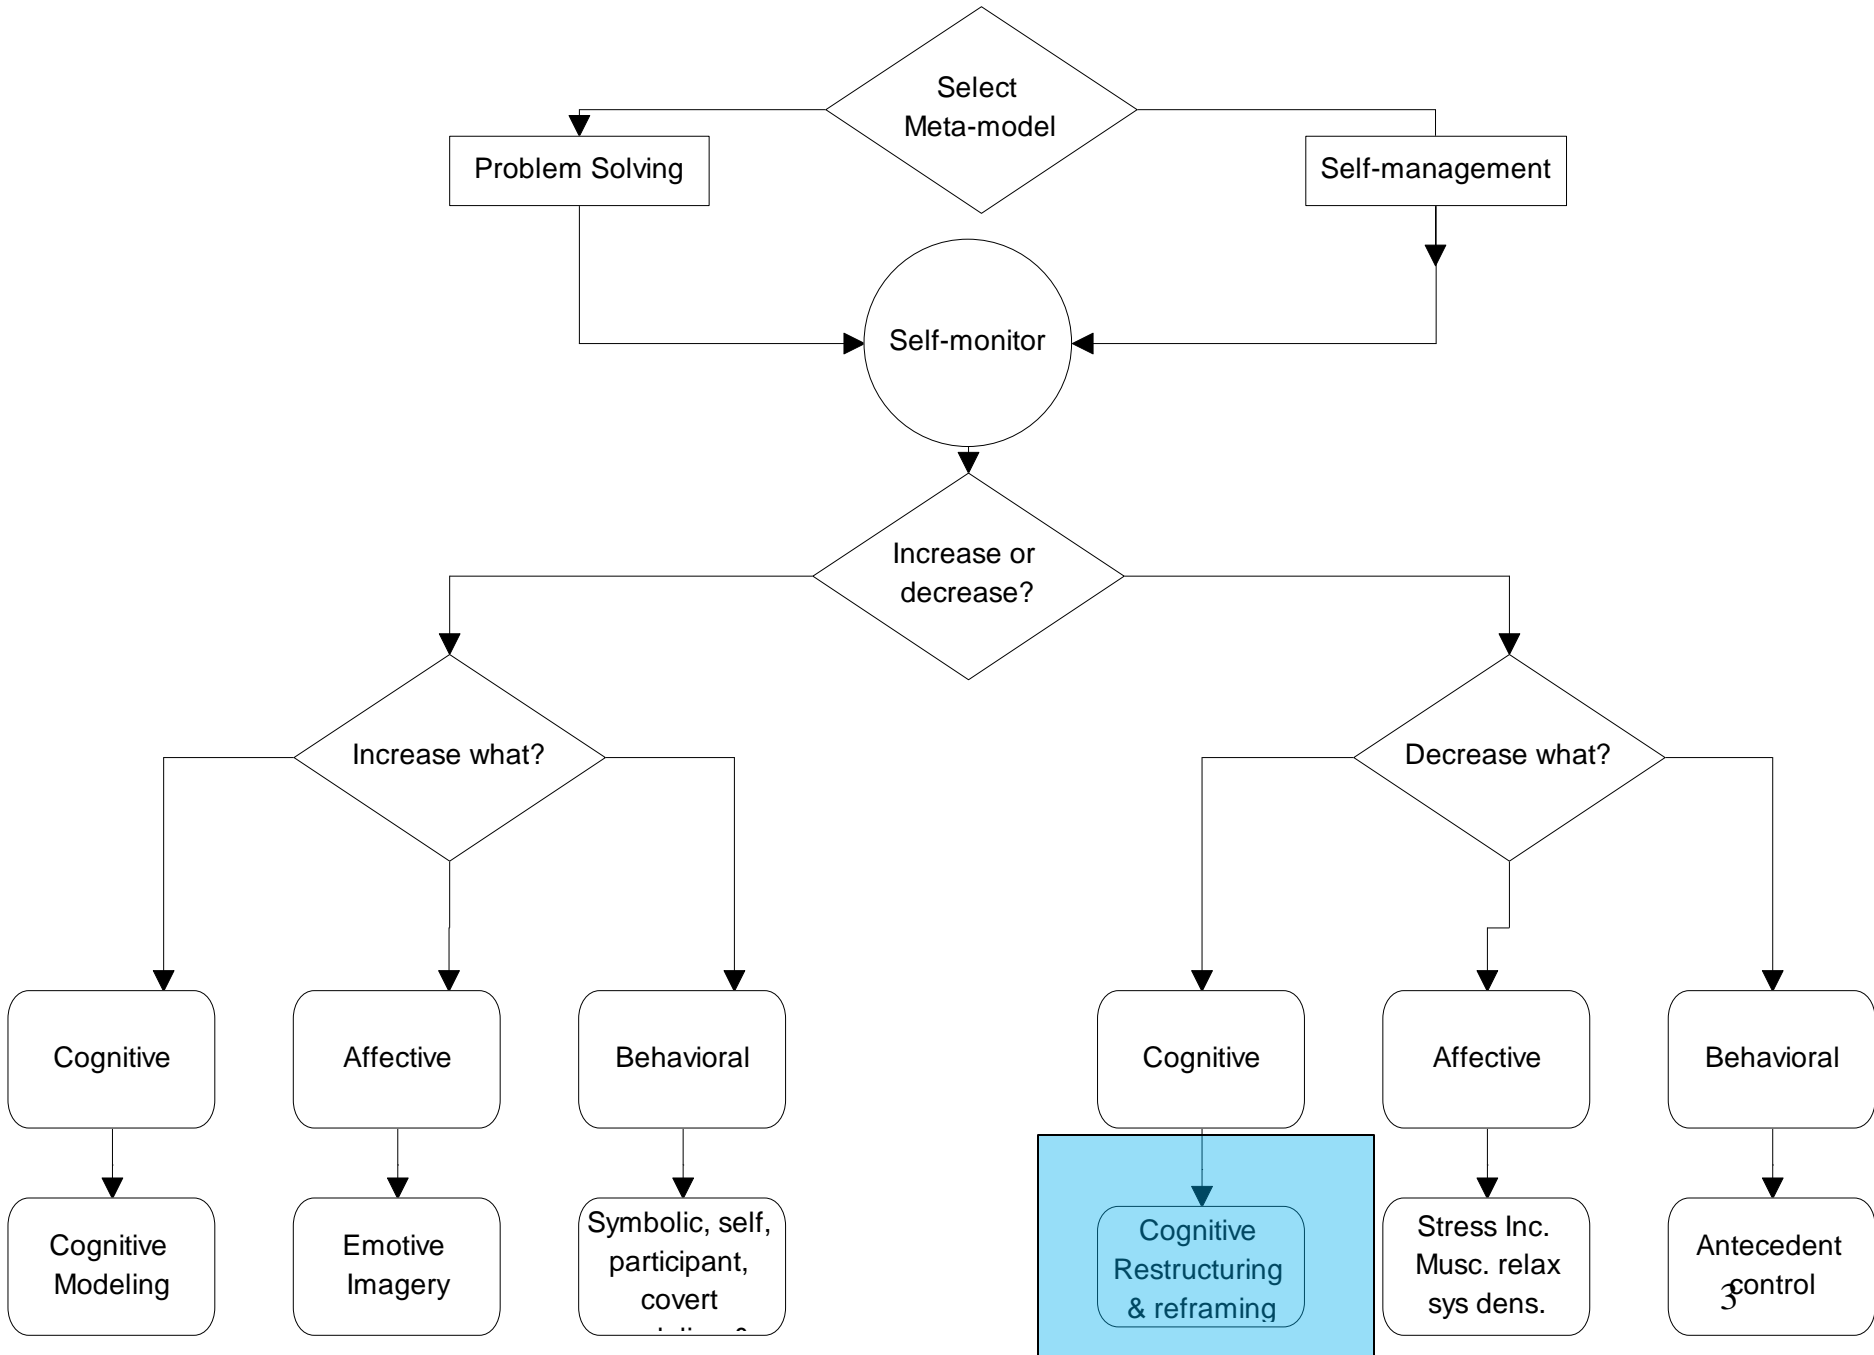 Select
Meta-model
Problem Solving
Self-management
Self-monitor
Increase or
decrease?
Increase what?
Decrease what?
Cognitive
Affective
Behavioral
Cognitive
Affective
Behavioral
Cognitive
Modeling
Emotive
Imagery
Symbolic, self,
participant,
covert
Cognitive
Restructuring
& reframing
Stress Inc.
Musc. relax
sys dens.
Antecedent
control
3